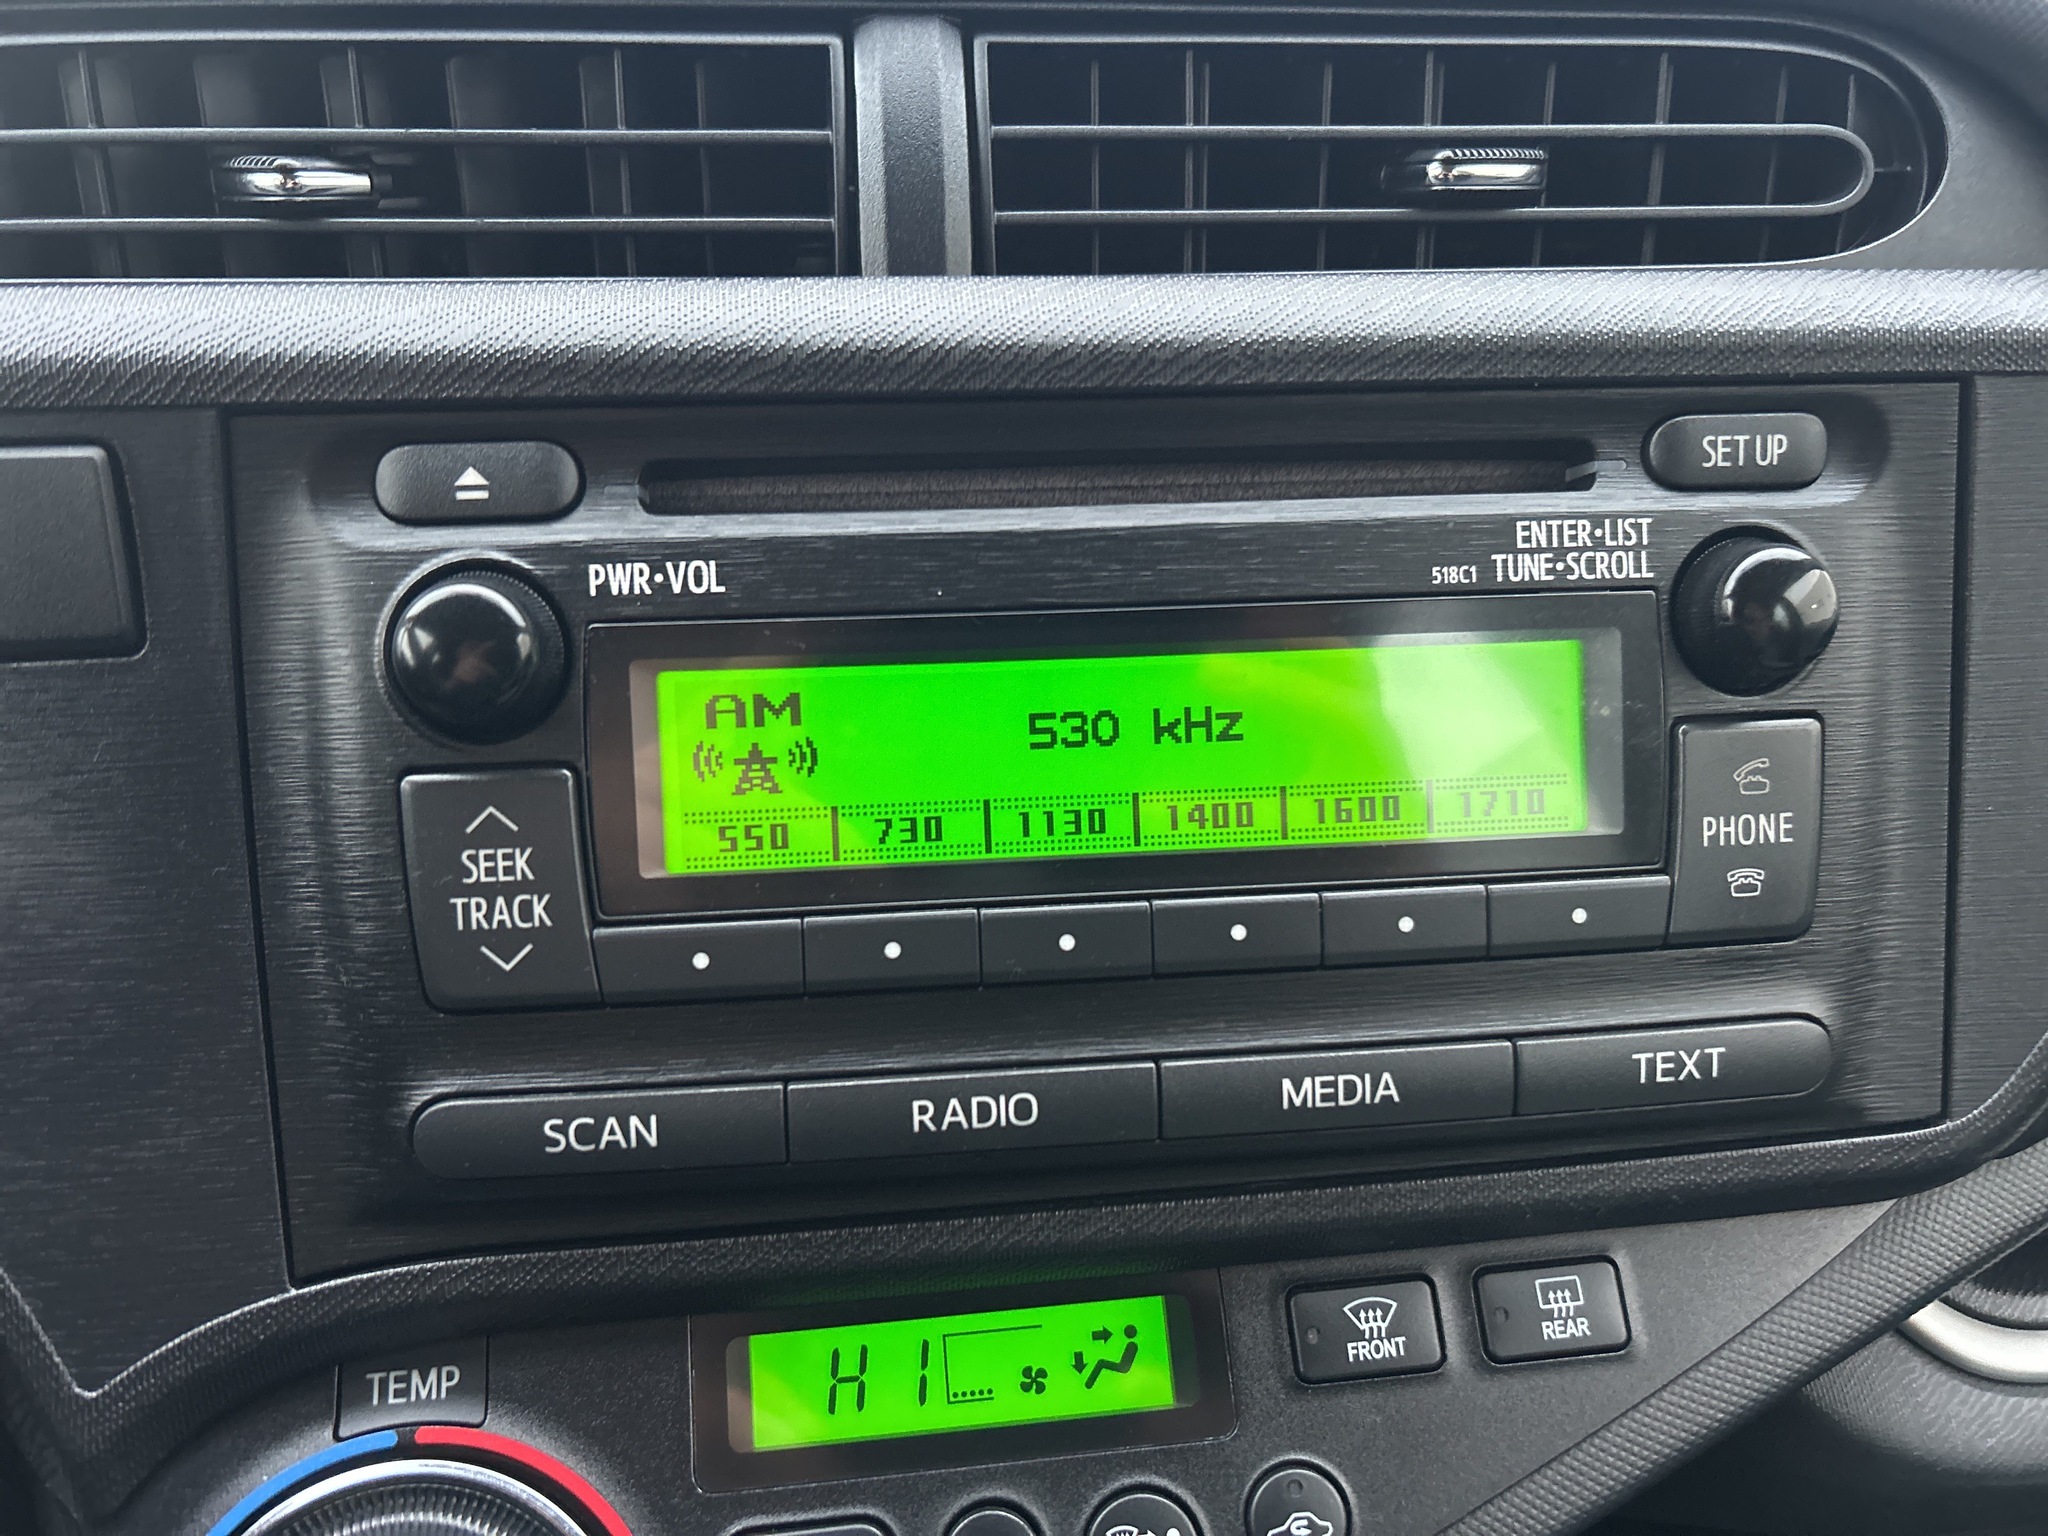 SET UP
PWR•VOL
ENTER•LIST
518C1 TUNE•SCROLL
AM
530 kHz
550 730 1130 1400 1600 1710
SEEK
TRACK
PHONE
SCAN RADIO MEDIA TEXT
TEMP
HI
FRONT
REAR